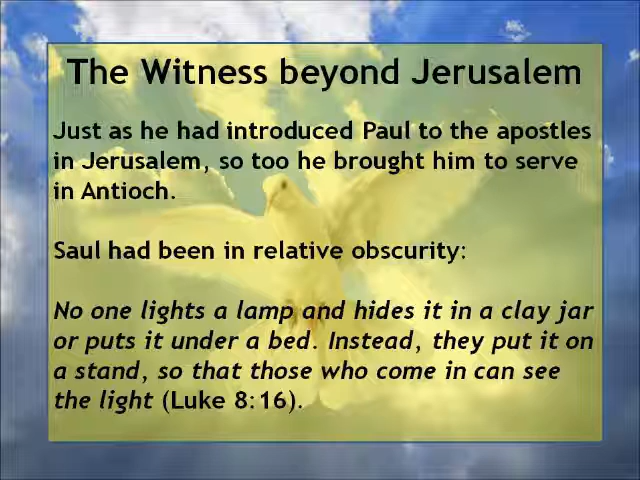 The Witness beyond Jerusalem
Just as he had introduced Paul to the apostles
in Jerusalem, so too he brought him to serve
in Antioch.
Saul had been in relative obscurity:
No one lights a lamp and hides it in a clay jar
or puts it under a bed. Instead, they put it on
a stand, so that those who come in can see
the light (Luke 8:16).